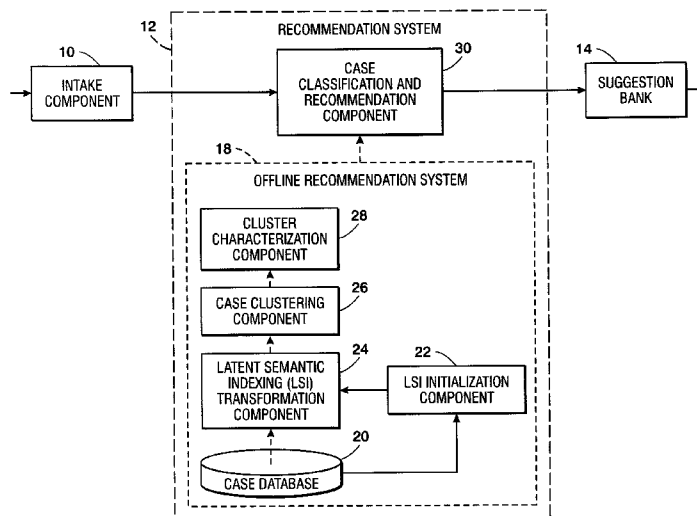 12
RECOMMENDATION SYSTEM
10
INTAKE
COMPONENT
30
CASE
CLASSIFICATION AND
RECOMMENDATION
COMPONENT
14
SUGGESTION
BANK
18
OFFLINE RECOMMENDATION SYSTEM
28
CLUSTER
CHARACTERIZATION
COMPONENT
26
CASE CLUSTERING
COMPONENT
24
LATENT SEMANTIC
INDEXING (LSI)
TRANSFORMATION
COMPONENT
22
LSI INITIALIZATION
COMPONENT
20
CASE DATABASE